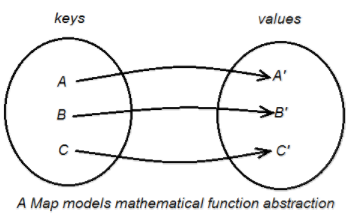 keys values
A A'
B B'
C C'
A Map models mathematical function abstraction